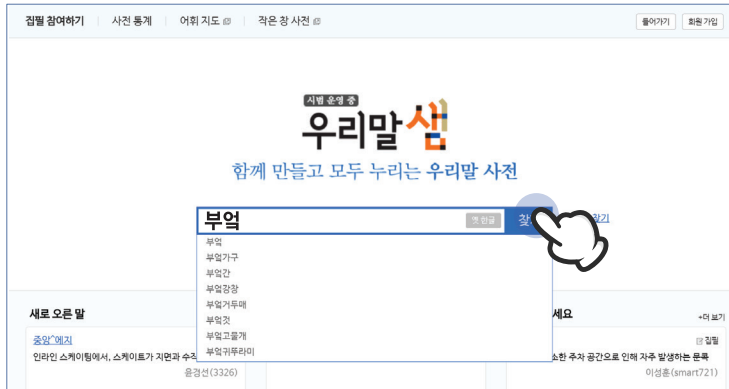 집필 참여하기 사전 통계 어휘 지도 작은 창 사전 들어가기 회원 가입
시범 운영 중
우리말샘
함께 만들고 모두 누리는 우리말 사전
부엌 옛 한글 찾기
부엌
부엌가구
부엌간
부엌강창
부엌거두매
부엌것
부엌고물개
부엌귀뚜라미
새로 오른 말 세요 +더 보기
중앙^에지 집필
인라인 스케이팅에서, 스케이트가 지면과 수직 소한 주차 공간으로 인해 자주 발생하는 문콕
윤경선(3326) 이성훈(smart721)